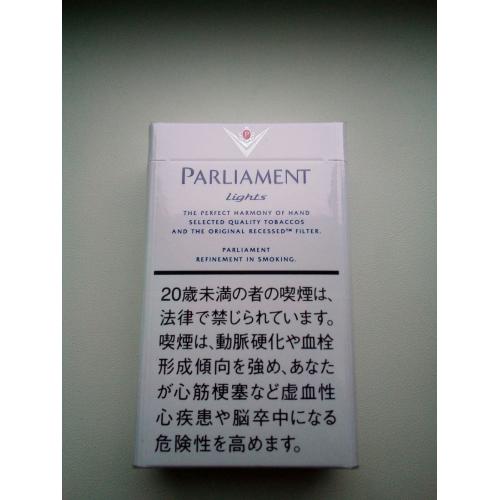 P
PARLIAMENT
lights
THE PERFECT HARMONY OF HAND
SELECTED QUALITY TOBACCOS
AND THE ORIGINAL RECESSED™ FILTER.
PARLIAMENT
REFINEMENT IN SMOKING.
20歳未満の者の喫煙は、
法律で禁じられています。
喫煙は、動脈硬化や血栓
形成傾向を強め、あなた
が心筋梗塞など虚血性
心疾患や脳卒中になる
危険性を高めます。